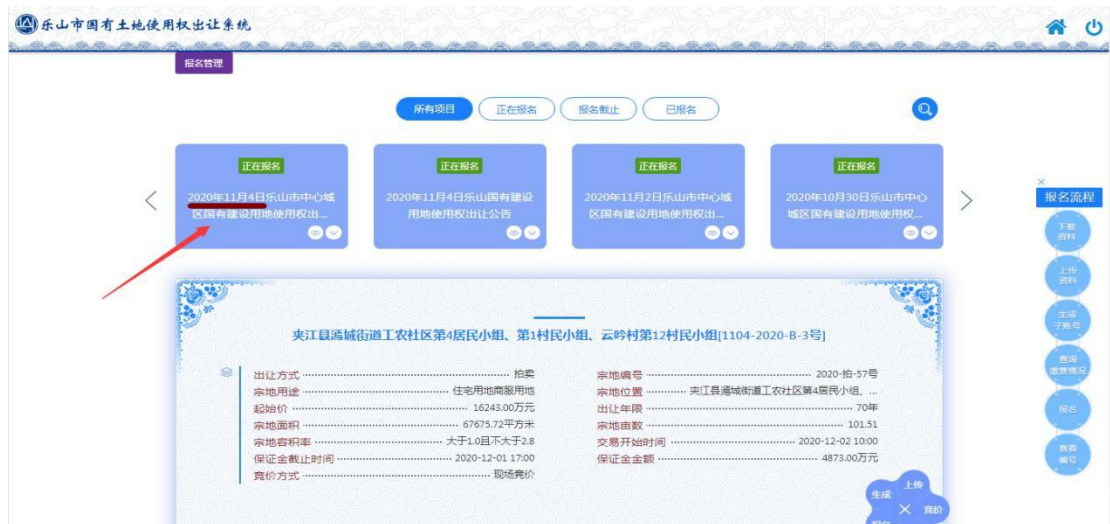 乐山市国有土地使用权出让系统
报名管理
所有项目 正在报名 报名截止 已报名
正在报名
2020年11月4日乐山市中心城
区国有建设用地使用权出...
正在报名
2020年11月4日乐山国有建设
用地使用权出让公告
正在报名
2020年11月2日乐山市中心城
区国有建设用地使用权出...
正在报名
2020年10月30日乐山市中心
城区国有建设用地使用权...
报名流程
下载
资料
上传
资料
生成
子账号
查询
缴费情况
报名
查看
编号
夹江县漹城街道工农社区第4居民小组、第1村民小组、云吟村第12村民小组[1104-2020-B-3号]
出让方式 拍卖
宗地用途 住宅用地商服用地
起始价 16243.00万元
宗地面积 67675.72平方米
宗地容积率 大于1.0且不大于2.8
保证金截止时间 2020-12-01 17:00
竞价方式 现场竞价
宗地编号 2020-拍-57号
宗地位置 夹江县漹城街道工农社区第4居民小组、...
出让年限 70年
宗地亩数 101.51
交易开始时间 2020-12-02 10:00
保证金金额 4873.00万元
生成 上传 竞价